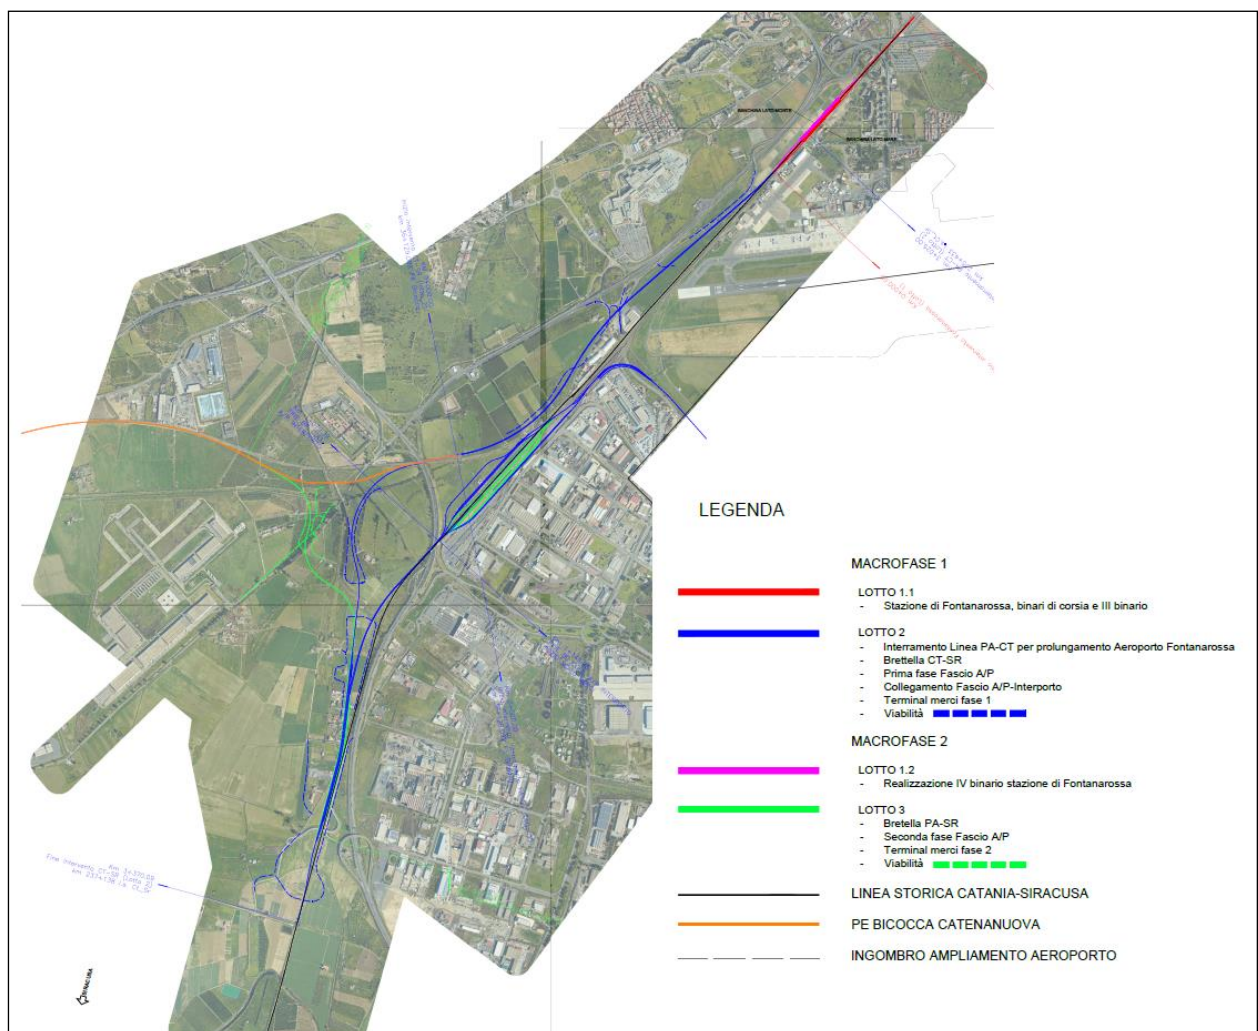 LEGENDA
MACROFASE 1
LOTTO 1.1
- Stazione di Fontanarossa, binari di corsia e III binario
LOTTO 2
- Interramento Linea PA-CT per prolungamento Aeroporto Fontanarossa
- Brettella CT-SR
- Prima fase Fascio A/P
- Collegamento Fascio A/P-Interporto
- Terminal merci fase 1
- Viabilità
MACROFASE 2
LOTTO 1.2
- Realizzazione IV binario stazione di Fontanarossa
LOTTO 3
- Bretella PA-SR
- Seconda fase Fascio A/P
- Terminal merci fase 2
- Viabilità
LINEA STORICA CATANIA-SIRACUSA
PE BICOCCA CATENANUOVA
INGOMBRO AMPLIAMENTO AEROPORTO
SIRACUSA